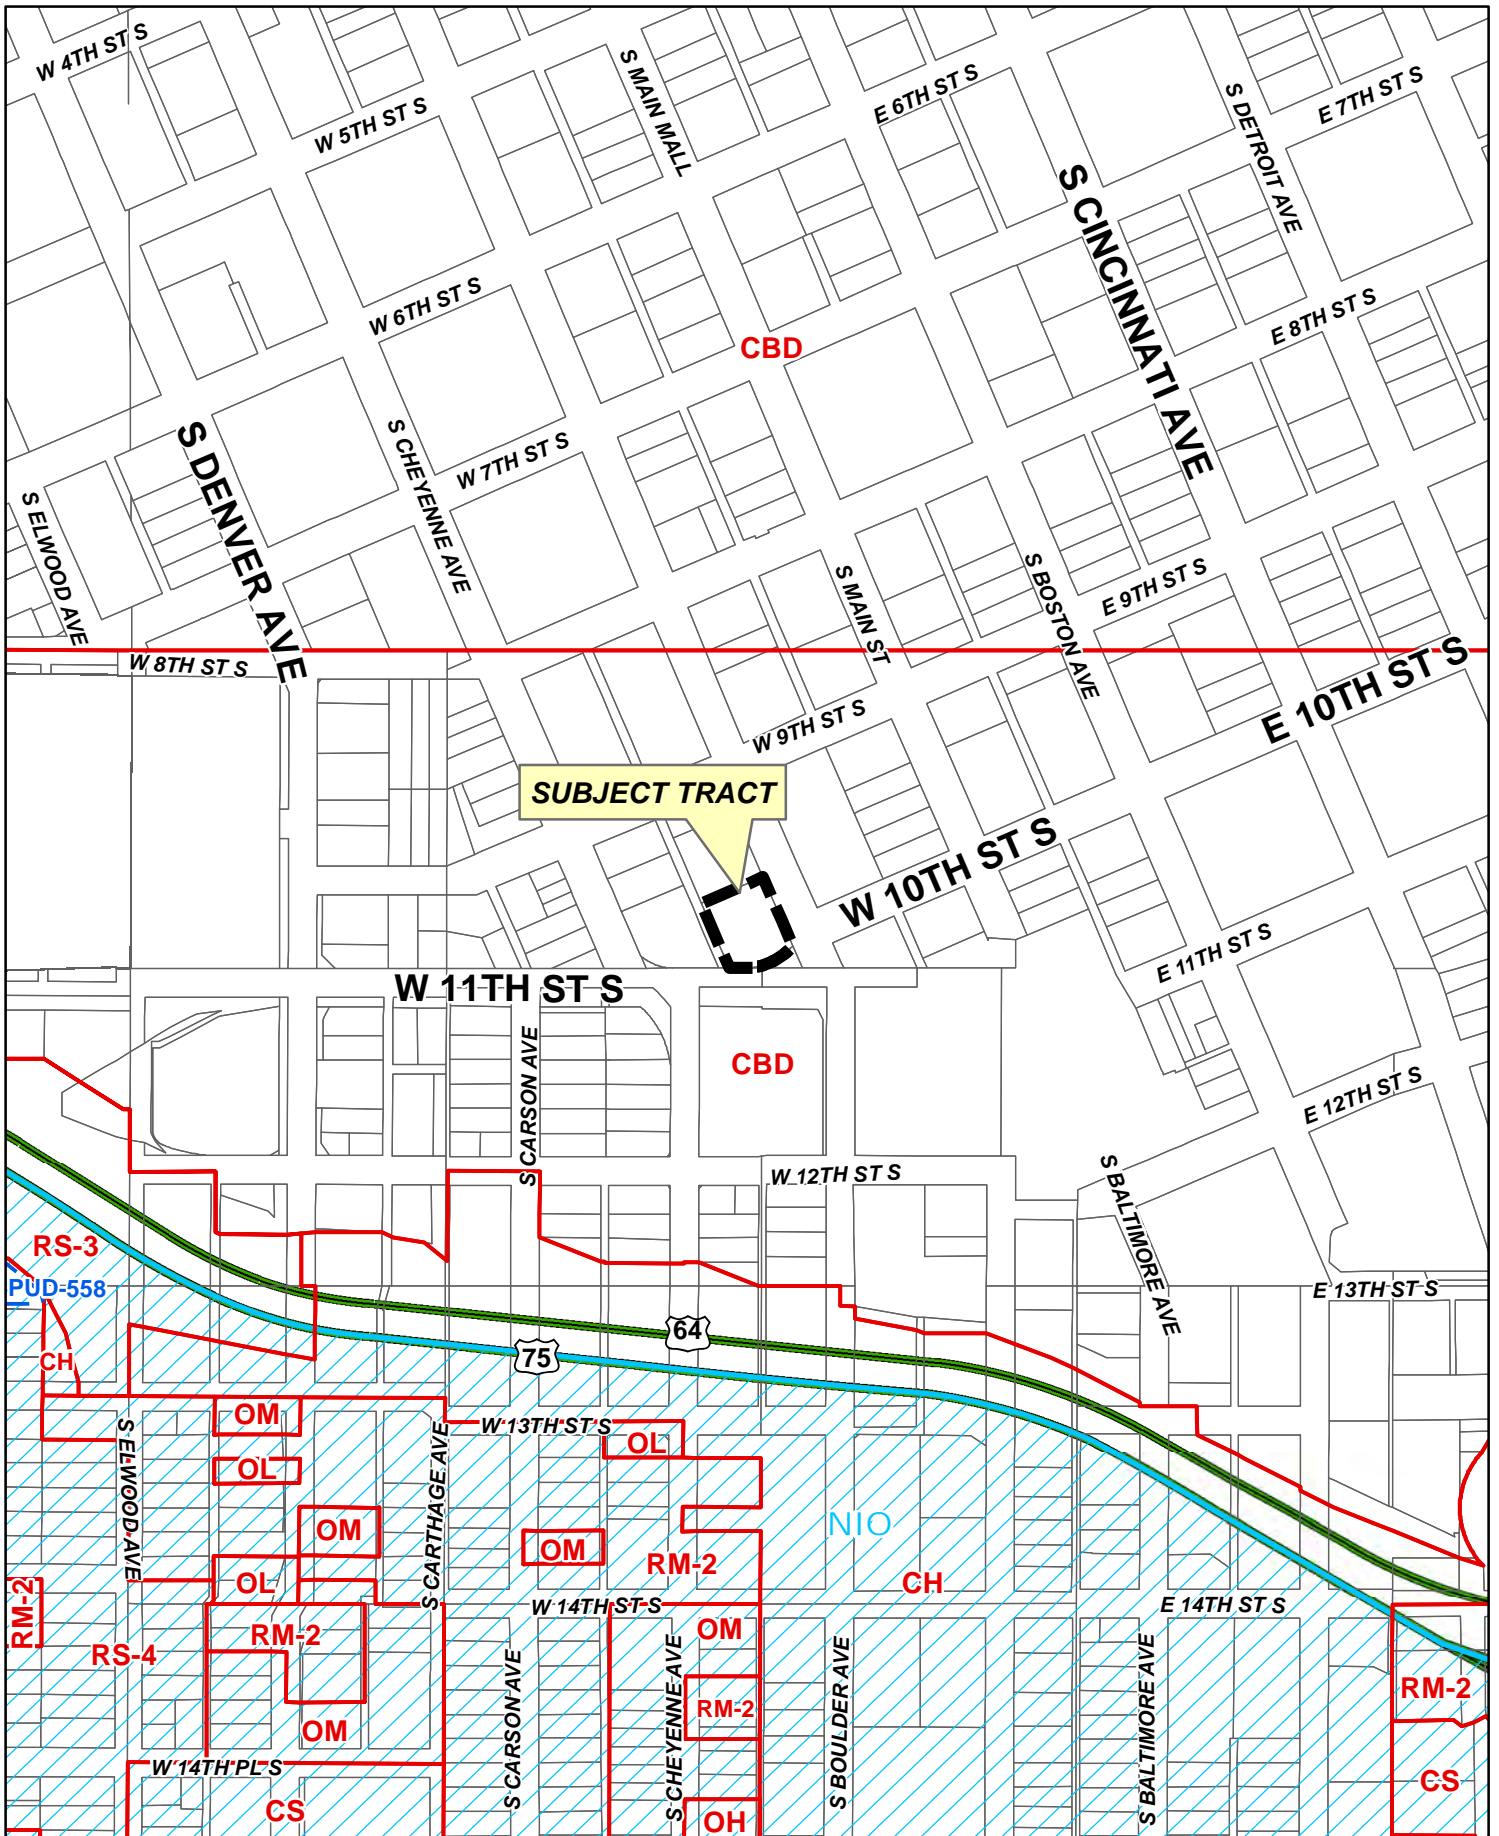 W 4TH ST S
W 5TH ST S
S MAIN MALL
E 6TH ST S
S DETROIT AVE
E 7TH ST S
S CINCINNATI AVE
W 6TH ST S
CBD
E 8TH ST S
S DENVER AVE
S CHEYENNE AVE
W 7TH ST S
S ELWOOD AVE
S MAIN ST
S BOSTON AVE
E 9TH ST S
W 8TH ST S
E 10TH ST S
W 9TH ST S
SUBJECT TRACT
W 10TH ST S
E 11TH ST S
W 11TH ST S
S CARSON AVE
CBD
E 12TH ST S
W 12TH ST S
S BALTIMORE AVE
RS-3
PUD-558
E 13TH ST S
64
75
CH
OM
S ELWOOD AVE
W 13TH ST S
OL
OL
S CARTHAGE AVE
OM
OM
NIO
RM-2
OL
CH
RM-2
W 14TH ST S
E 14TH ST S
RM-2
OM
RS-4
S CARSON AVE
S CHEYENNE AVE
S BOULDER AVE
S BALTIMORE AVE
RM-2
RM-2
OM
W 14TH PL S
CS
CS
OH